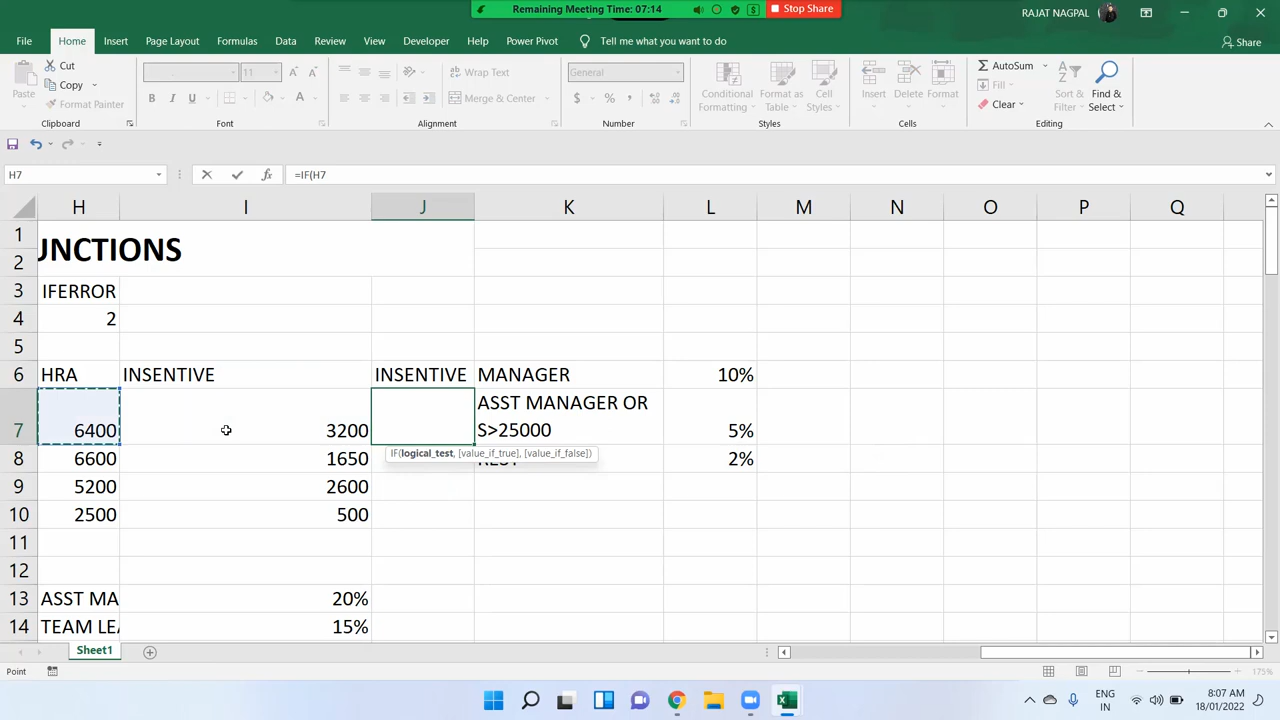 Remaining Meeting Time: 07:14
Stop Share
RAJAT NAGPAL
File Home Insert Page Layout Formulas Data Review View Developer Help Power Pivot Tell me what you want to do Share
Paste
Cut
Copy
Format Painter
Clipboard
11
B I U
A
Font
Wrap Text
Merge & Center
Alignment
General
$ % ,
Number
Conditional Formatting
Format as Table
Cell Styles
Styles
Insert
Delete
Format
Cells
AutoSum
Fill
Clear
Sort & Filter
Find & Select
Editing
H7 =IF(H7
H I J K L M N O P Q
1
UNCTIONS
2
3 IFERROR
4 2
5
6 HRA INSENTIVE INSENTIVE MANAGER 10%
7 6400 3200 ASST MANAGER OR S>25000 5%
IF(logical_test, [value_if_true], [value_if_false])
8 6600 1650 2%
9 5200 2600
10 2500 500
11
12
13 ASST MA 20%
14 TEAM LEA 15%
Sheet1
Point 175%
ENG
IN
8:07 AM
18/01/2022